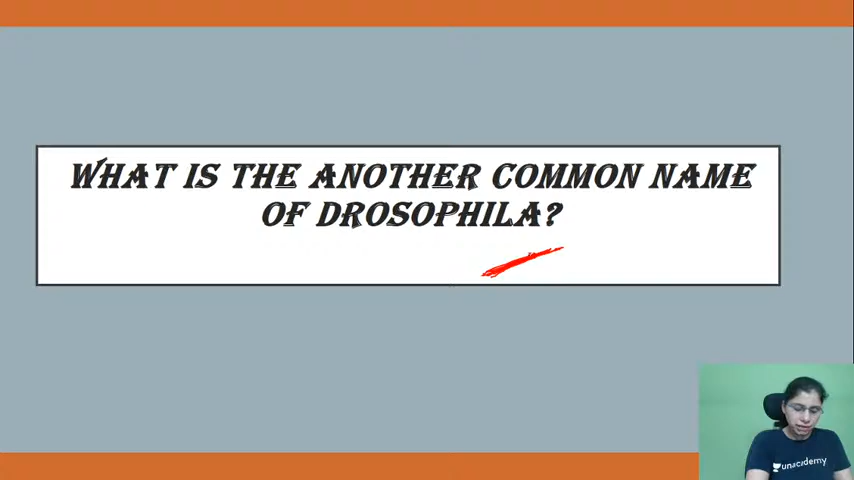 WHAT IS THE ANOTHER COMMON NAME
OF DROSOPHILA?
unacademy